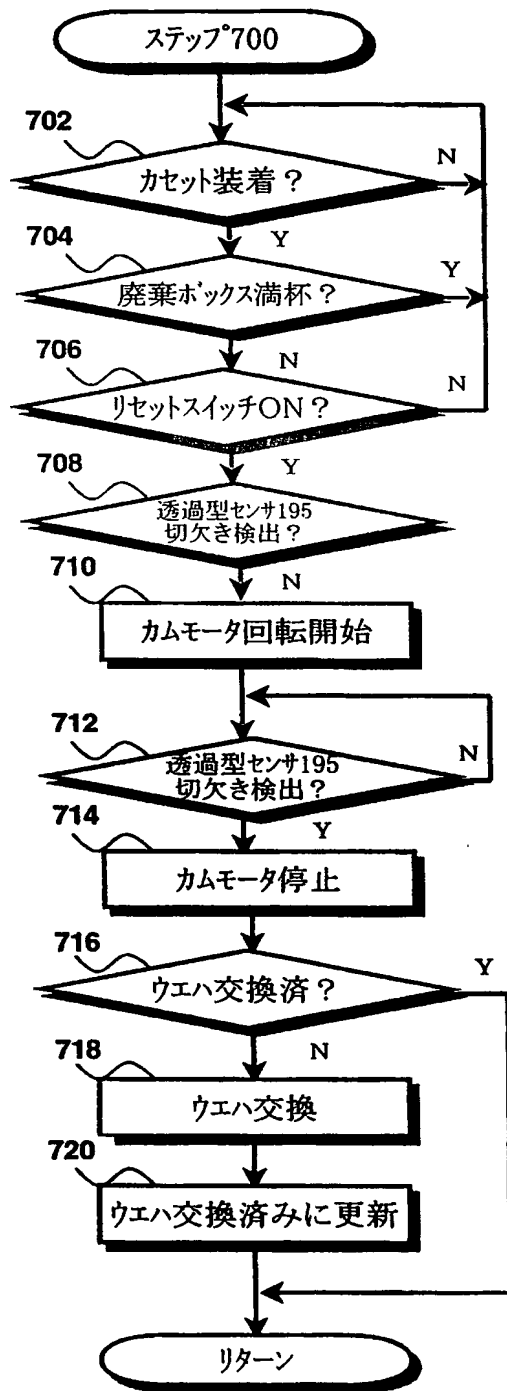 ステップ700
702
カセット装着？
N
Y
704
廃棄ボックス満杯？
Y
N
706
リセットスイッチON？
N
Y
708
透過型センサ195
切欠き検出？
N
710
カムモータ回転開始
712
透過型センサ195
切欠き検出？
N
Y
714
カムモータ停止
716
ウエハ交換済？
Y
N
718
ウエハ交換
720
ウエハ交換済みに更新
リターン